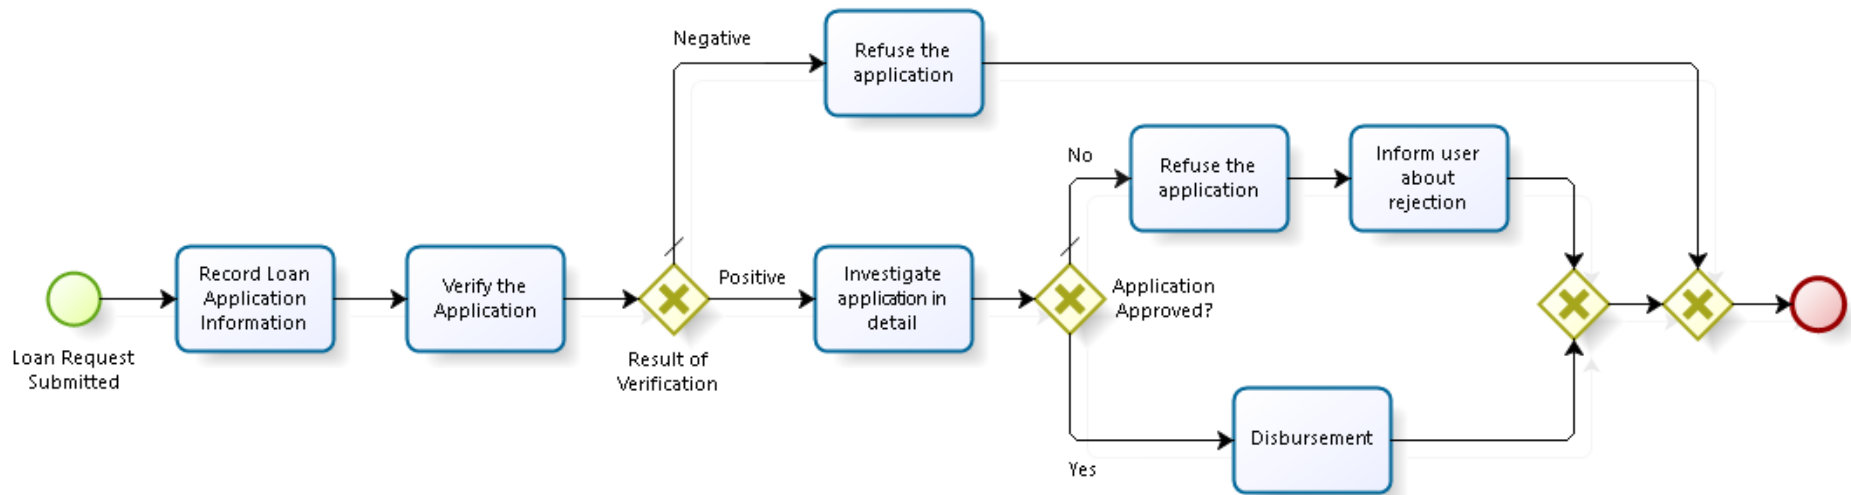 Negative
Refuse the
application
No
Refuse the
application
Inform user
about
rejection
Record Loan
Application
Information
Verify the
Application
Positive
Investigate
application in
detail
Application
Approved?
Loan Request
Submitted
Result of
Verification
Disbursement
Yes